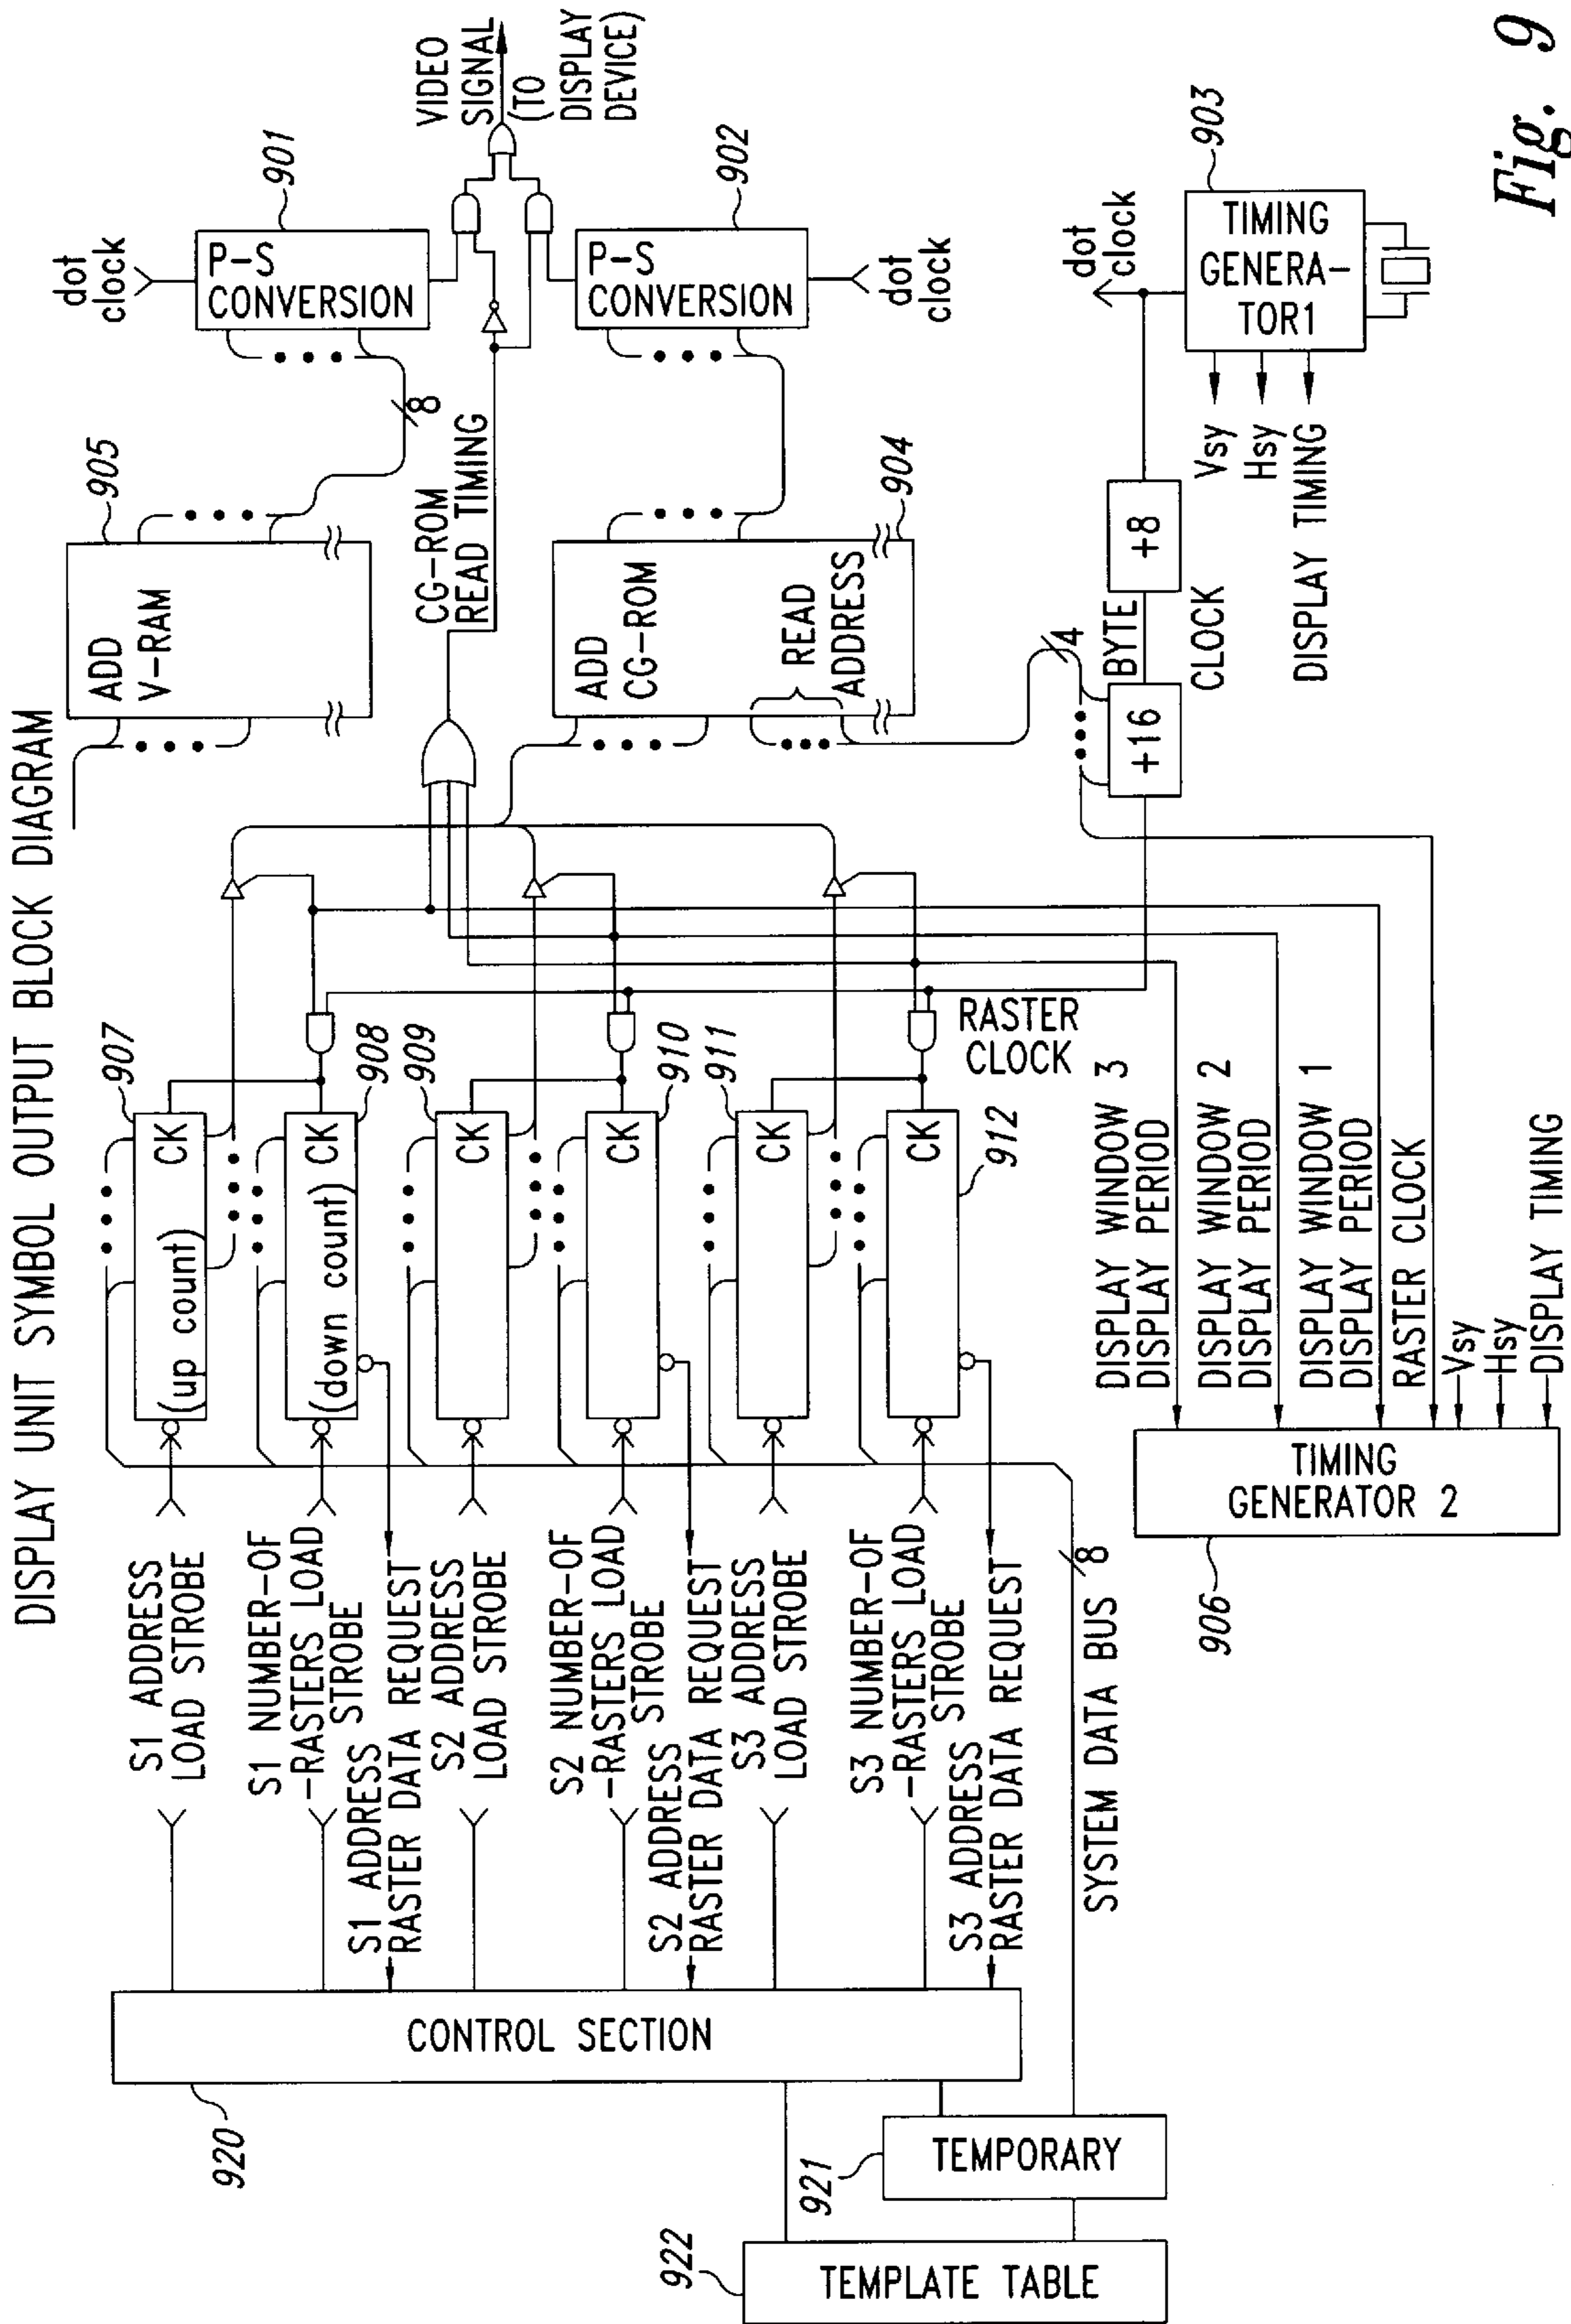 DISPLAY UNIT SYMBOL OUTPUT BLOCK DIAGRAM
S1 ADDRESS
LOAD STROBE
S1 NUMBER-OF
-RASTERS LOAD
STROBE
S1 ADDRESS
RASTER DATA REQUEST
S2 ADDRESS
LOAD STROBE
S2 NUMBER-OF
-RASTERS LOAD
STROBE
S2 ADDRESS
RASTER DATA REQUEST
S3 ADDRESS
LOAD STROBE
S3 NUMBER-OF
-RASTERS LOAD
STROBE
S3 ADDRESS
RASTER DATA REQUEST
SYSTEM DATA BUS
8
CONTROL SECTION
920
TEMPORARY
921
TEMPLATE TABLE
922
(up count)
CK
907
(down count)
CK
908
CK
909
CK
910
CK
911
CK
912
RASTER
CLOCK
DISPLAY WINDOW 3
DISPLAY PERIOD
DISPLAY WINDOW 2
DISPLAY PERIOD
DISPLAY WINDOW 1
DISPLAY PERIOD
RASTER CLOCK
Vsy
Hsy
DISPLAY TIMING
TIMING
GENERATOR 2
906
ADD
V-RAM
905
8
CG-ROM
READ TIMING
ADD
CG-ROM
READ
ADDRESS
904
4
+16
BYTE
CLOCK
+8
dot
clock
P-S
CONVERSION
901
P-S
CONVERSION
902
dot
clock
VIDEO
SIGNAL
(TO
DISPLAY
DEVICE)
dot
clock
TIMING
GENERA-
TOR1
903
Vsy
Hsy
DISPLAY TIMING
Fig. 9